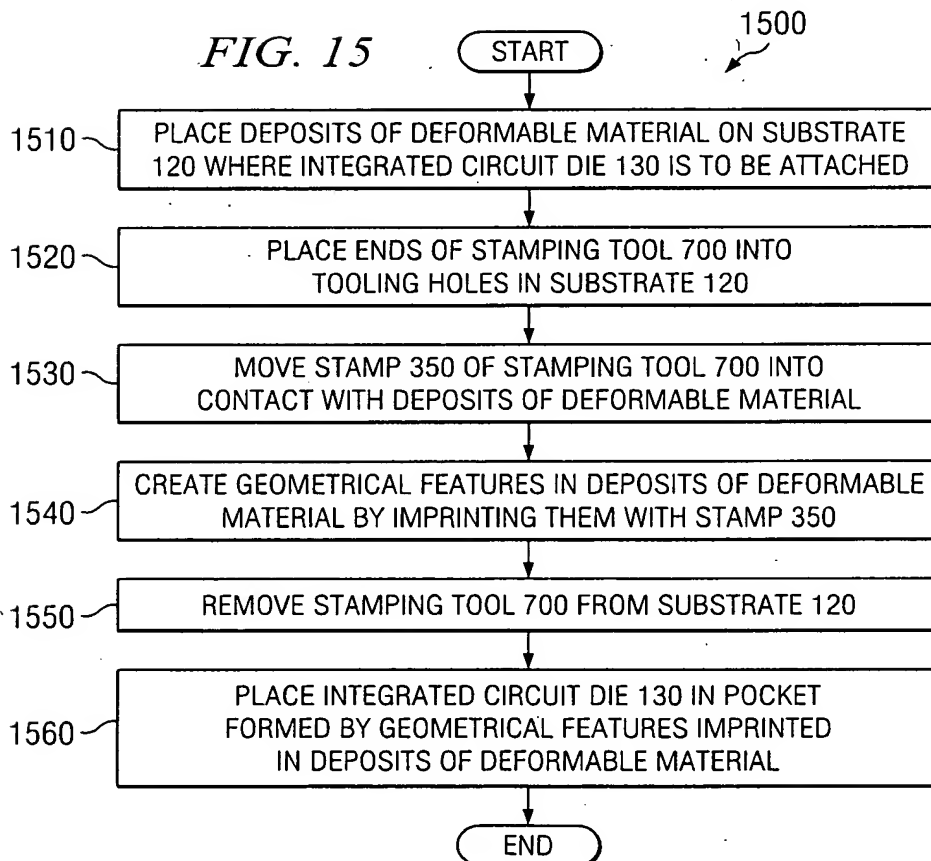 FIG. 15
START
1500
1510
PLACE DEPOSITS OF DEFORMABLE MATERIAL ON SUBSTRATE
120 WHERE INTEGRATED CIRCUIT DIE 130 IS TO BE ATTACHED
1520
PLACE ENDS OF STAMPING TOOL 700 INTO
TOOLING HOLES IN SUBSTRATE 120
1530
MOVE STAMP 350 OF STAMPING TOOL 700 INTO
CONTACT WITH DEPOSITS OF DEFORMABLE MATERIAL
1540
CREATE GEOMETRICAL FEATURES IN DEPOSITS OF DEFORMABLE
MATERIAL BY IMPRINTING THEM WITH STAMP 350
1550
REMOVE STAMPING TOOL 700 FROM SUBSTRATE 120
1560
PLACE INTEGRATED CIRCUIT DIE 130 IN POCKET
FORMED BY GEOMETRICAL FEATURES IMPRINTED
IN DEPOSITS OF DEFORMABLE MATERIAL
END